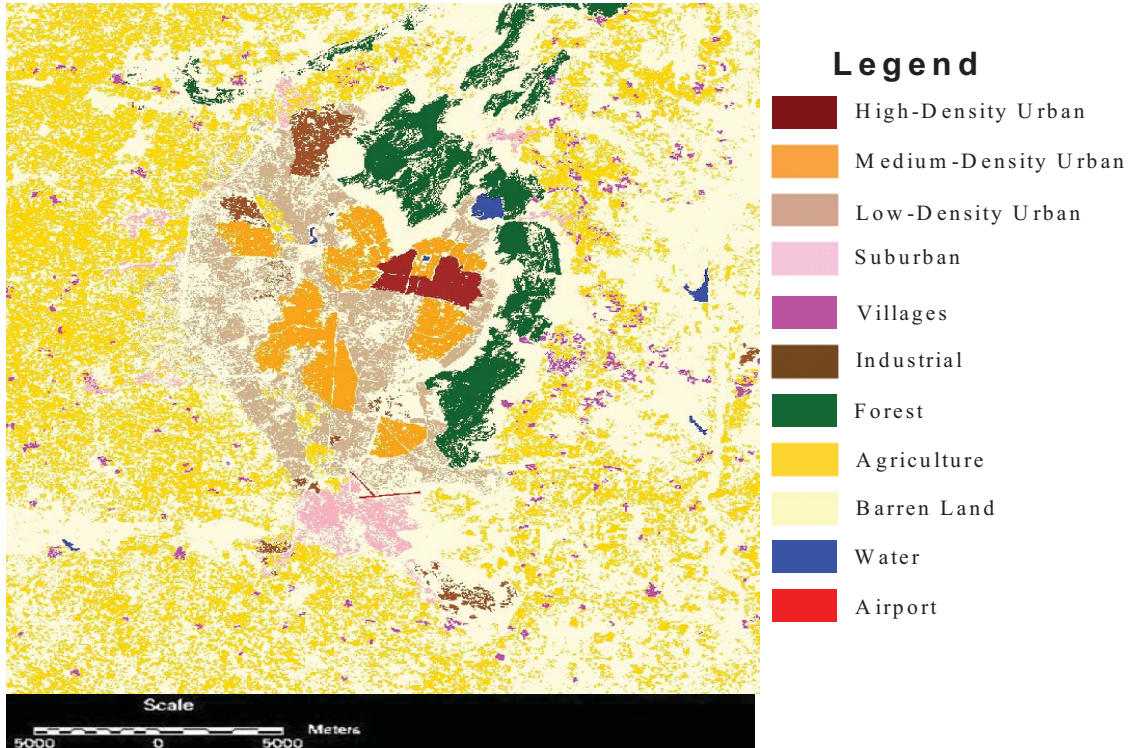 Legend
High-Density Urban
Medium-Density Urban
Low-Density Urban
Suburban
Villages
Industrial
Forest
Agriculture
Barren Land
Water
Airport
Scale
Meters
5000 0 5000